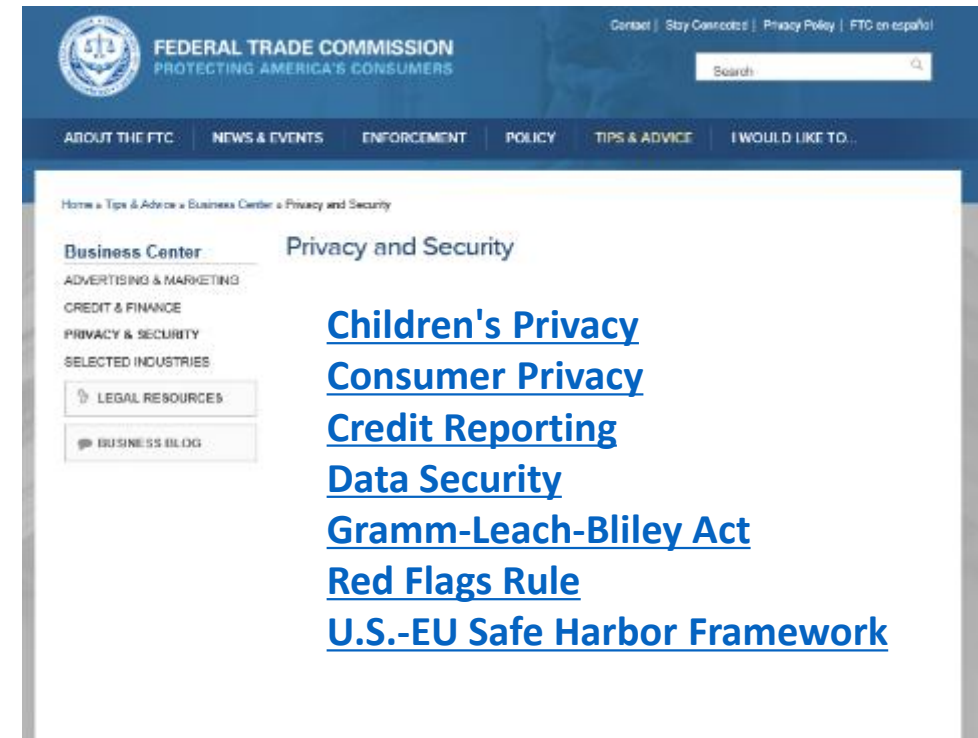 Contact | Stay Connected | Privacy Policy | FTC en español
FEDERAL TRADE COMMISSION
PROTECTING AMERICA'S CONSUMERS
Search
ABOUT THE FTC
NEWS & EVENTS
ENFORCEMENT
POLICY
TIPS & ADVICE
I WOULD LIKE TO...
Home » Tips & Advice » Business Center » Privacy and Security
Business Center
ADVERTISING & MARKETING
CREDIT & FINANCE
PRIVACY & SECURITY
SELECTED INDUSTRIES
LEGAL RESOURCES
BUSINESS BLOG
Privacy and Security
Children's Privacy
Consumer Privacy
Credit Reporting
Data Security
Gramm-Leach-Bliley Act
Red Flags Rule
U.S.-EU Safe Harbor Framework